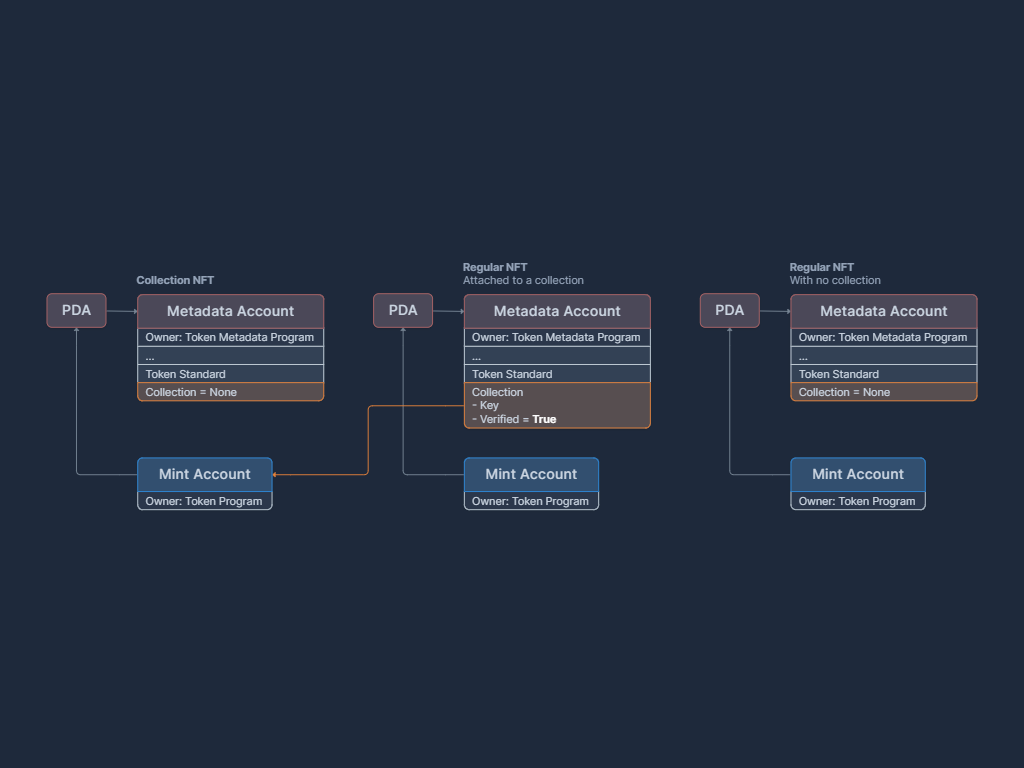 Collection NFT
PDA
Metadata Account
Owner: Token Metadata Program
...
Token Standard
Collection = None
Mint Account
Owner: Token Program
Regular NFT
Attached to a collection
PDA
Metadata Account
Owner: Token Metadata Program
...
Token Standard
Collection
- Key
- Verified = True
Mint Account
Owner: Token Program
Regular NFT
With no collection
PDA
Metadata Account
Owner: Token Metadata Program
...
Token Standard
Collection = None
Mint Account
Owner: Token Program